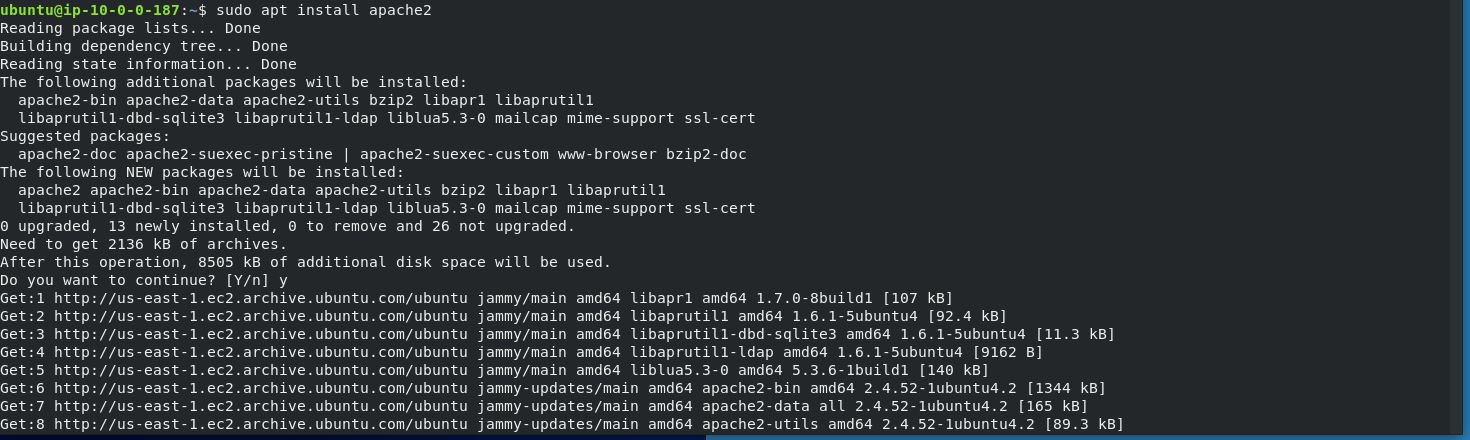 ubuntu@ip-10-0-0-187:~$ sudo apt install apache2
Reading package lists... Done
Building dependency tree... Done
Reading state information... Done
The following additional packages will be installed:
  apache2-bin apache2-data apache2-utils bzip2 libapr1 libaprutil1
  libaprutil1-dbd-sqlite3 libaprutil1-ldap liblua5.3-0 mailcap mime-support ssl-cert
Suggested packages:
  apache2-doc apache2-suexec-pristine | apache2-suexec-custom www-browser bzip2-doc
The following NEW packages will be installed:
  apache2 apache2-bin apache2-data apache2-utils bzip2 libapr1 libaprutil1
  libaprutil1-dbd-sqlite3 libaprutil1-ldap liblua5.3-0 mailcap mime-support ssl-cert
0 upgraded, 13 newly installed, 0 to remove and 26 not upgraded.
Need to get 2136 kB of archives.
After this operation, 8505 kB of additional disk space will be used.
Do you want to continue? [Y/n] y
Get:1 http://us-east-1.ec2.archive.ubuntu.com/ubuntu jammy/main amd64 libapr1 amd64 1.7.0-8build1 [107 kB]
Get:2 http://us-east-1.ec2.archive.ubuntu.com/ubuntu jammy/main amd64 libaprutil1 amd64 1.6.1-5ubuntu4 [92.4 kB]
Get:3 http://us-east-1.ec2.archive.ubuntu.com/ubuntu jammy/main amd64 libaprutil1-dbd-sqlite3 amd64 1.6.1-5ubuntu4 [11.3 kB]
Get:4 http://us-east-1.ec2.archive.ubuntu.com/ubuntu jammy/main amd64 libaprutil1-ldap amd64 1.6.1-5ubuntu4 [9162 B]
Get:5 http://us-east-1.ec2.archive.ubuntu.com/ubuntu jammy/main amd64 liblua5.3-0 amd64 5.3.6-1build1 [140 kB]
Get:6 http://us-east-1.ec2.archive.ubuntu.com/ubuntu jammy-updates/main amd64 apache2-bin amd64 2.4.52-1ubuntu4.2 [1344 kB]
Get:7 http://us-east-1.ec2.archive.ubuntu.com/ubuntu jammy-updates/main amd64 apache2-data all 2.4.52-1ubuntu4.2 [165 kB]
Get:8 http://us-east-1.ec2.archive.ubuntu.com/ubuntu jammy-updates/main amd64 apache2-utils amd64 2.4.52-1ubuntu4.2 [89.3 kB]